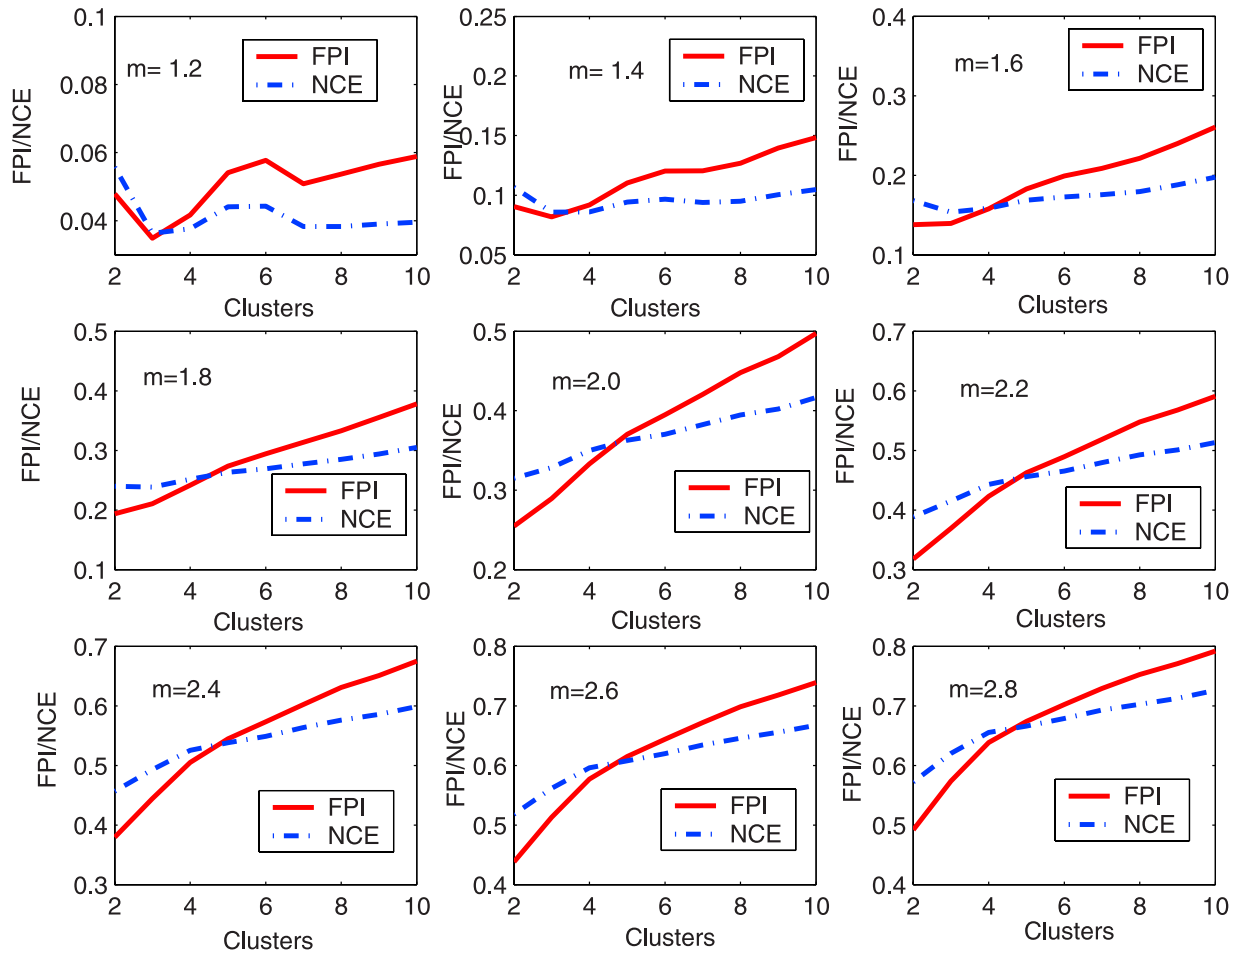 0.1
0.08
0.06
0.04
FPI/NCE
m= 1.2
FPI
NCE
2 4 6 8 10
Clusters
0.25
0.2
0.15
0.1
0.05
FPI/NCE
m= 1.4
FPI
NCE
2 4 6 8 10
Clusters
0.4
0.3
0.2
0.1
FPI/NCE
m=1.6
FPI
NCE
2 4 6 8 10
Clusters
0.5
0.4
0.3
0.2
0.1
FPI/NCE
m=1.8
FPI
NCE
2 4 6 8 10
Clusters
0.5
0.4
0.3
0.2
FPI/NCE
m=2.0
FPI
NCE
2 4 6 8 10
Clusters
0.7
0.6
0.5
0.4
0.3
FPI/NCE
m=2.2
FPI
NCE
2 4 6 8 10
Clusters
0.7
0.6
0.5
0.4
0.3
FPI/NCE
m=2.4
FPI
NCE
2 4 6 8 10
Clusters
0.8
0.7
0.6
0.5
0.4
FPI/NCE
m=2.6
FPI
NCE
2 4 6 8 10
Clusters
0.8
0.7
0.6
0.5
0.4
FPI/NCE
m=2.8
FPI
NCE
2 4 6 8 10
Clusters